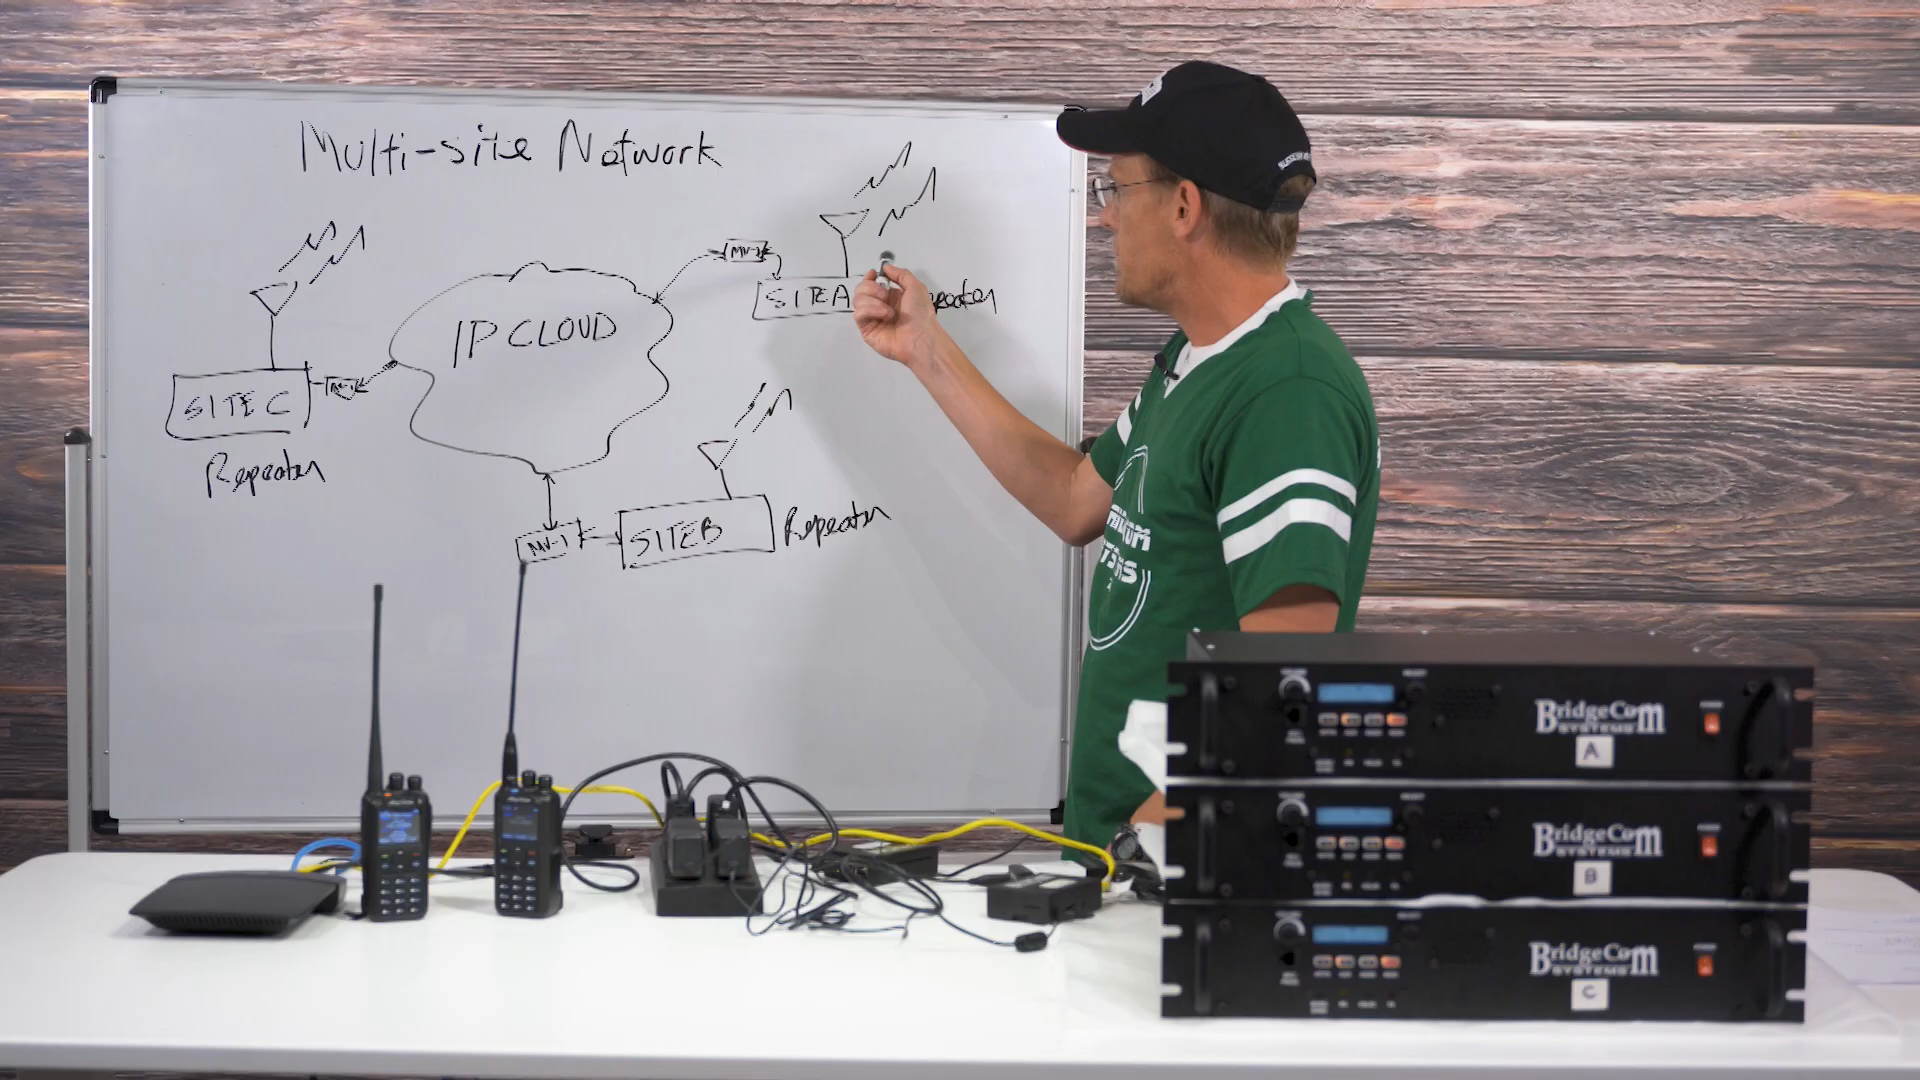 Multi-site Network
MV-1
SITE A
IP CLOUD
SITE C
Repeater
MV-1
SITE B
Repeater
BridgeCom
SYSTEMS
A
BridgeCom
SYSTEMS
B
BridgeCom
SYSTEMS
C